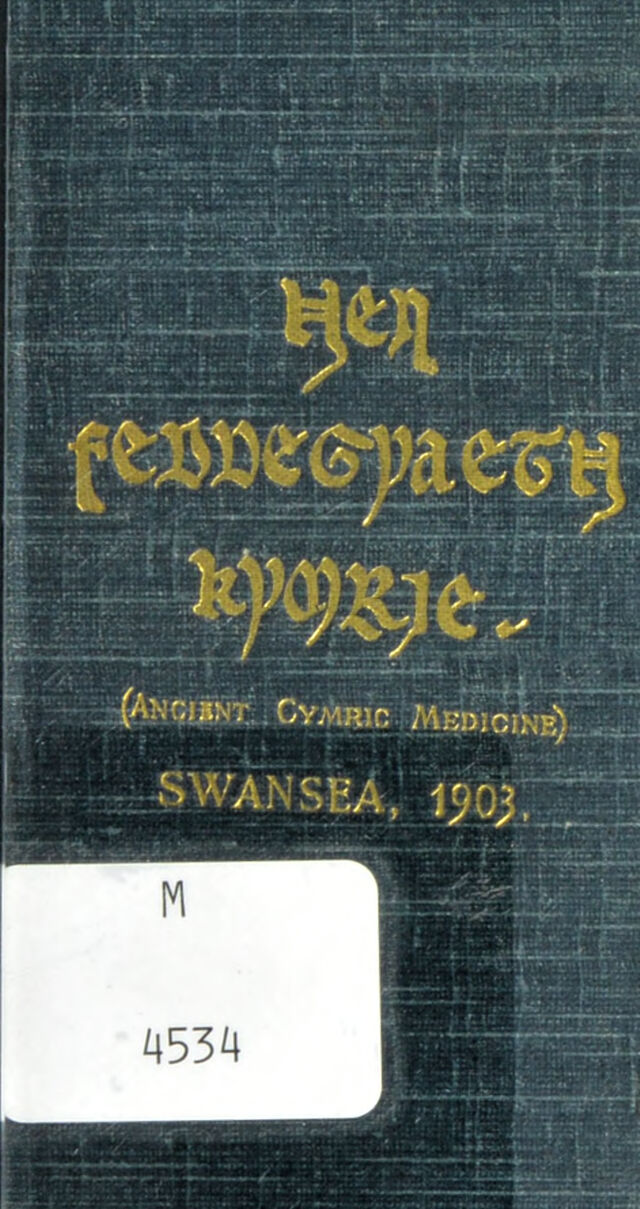 Hen
Feddegyaeth
Kymrie.
(ANCIENT CYMRIC MEDICINE)
SWANSEA, 1903.
M
4534